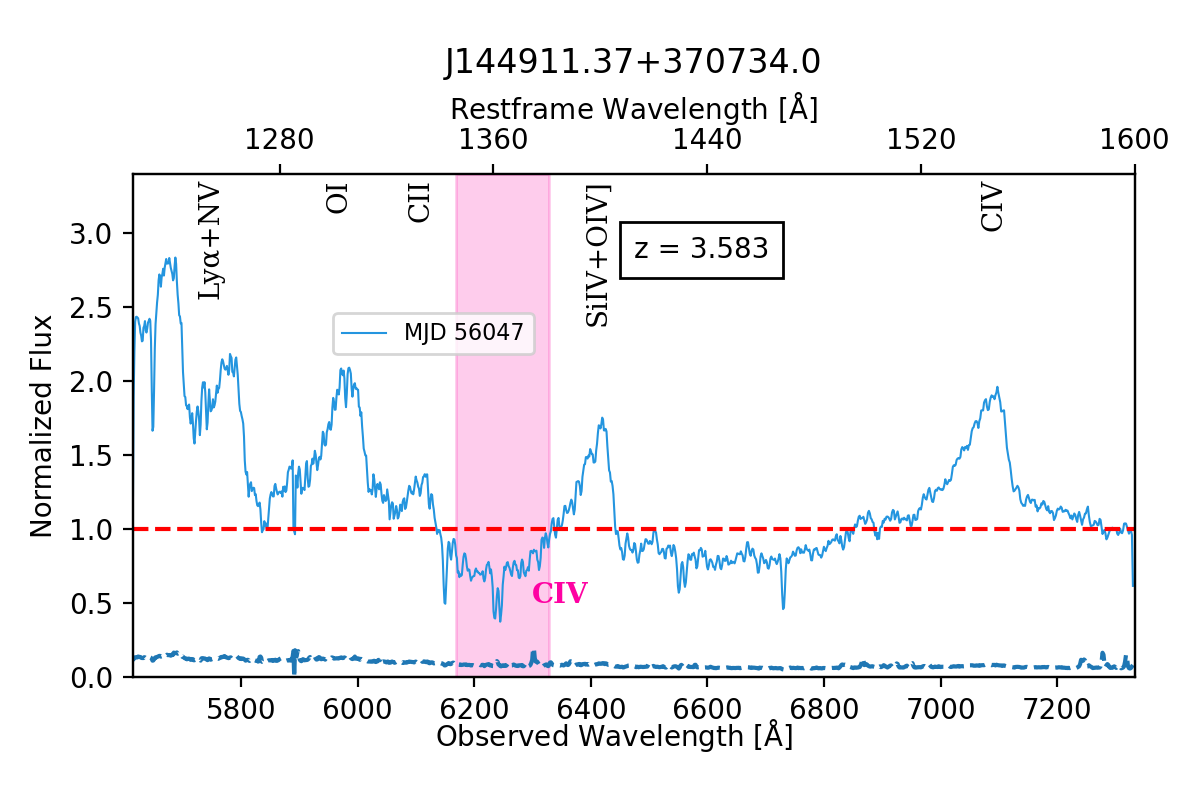 J144911.37+370734.0
Restframe Wavelength [Å]
1280 1360 1440 1520 1600
Lyα+NV
OI
CII
SiIV+OIV]
CIV
z = 3.583
MJD 56047
CIV
Normalized Flux
3.0
2.5
2.0
1.5
1.0
0.5
0.0
5800 6000 6200 6400 6600 6800 7000 7200
Observed Wavelength [Å]